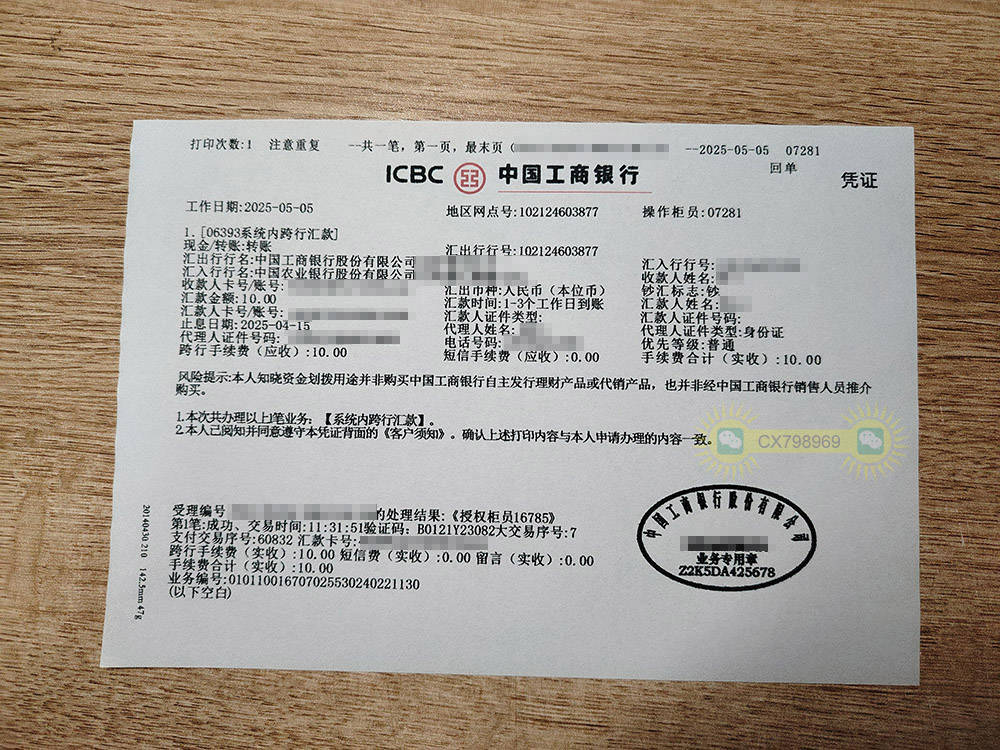 打印次数:1 注意重复 --共一笔，第一页，最末页（ --2025-05-05 07281
回单
ICBC 中国工商银行
凭证
工作日期:2025-05-05 地区网点号:102124603877 操作柜员:07281
1.[06393系统内跨行汇款]
现金/转账:转账
汇出行行名:中国工商银行股份有限公司 汇出行行号:102124603877
汇入行行名:中国农业银行股份有限公司 汇入行行号:
收款人卡号/账号: 汇出币种:人民币（本位币） 收款人姓名:
汇款金额:10.00 汇款时间:1-3个工作日到账 钞汇标志:钞
汇款人卡号/账号: 汇款人证件类型: 汇款人姓名:
止息日期:2025-04-15 代理人姓名: 汇款人证件号码:
代理人证件号码: 电话号码: 代理人证件类型:身份证
跨行手续费（应收）:10.00 短信手续费（应收）:0.00 优先等级:普通
手续费合计（实收）:10.00
风险提示:本人知晓资金划拨用途并非购买中国工商银行自主发行理财产品或代销产品，也并非经中国工商银行销售人员推介
购买。
1.本次共办理以上1笔业务：【系统内跨行汇款】。
2.本人已阅知并同意遵守本凭证背面的《客户须知》。确认上述打印内容与本人申请办理的内容一致。
CX798969
受理编号 的处理结果:《授权柜员16785》
第1笔:成功、交易时间:11:31:51验证码: B0121Y23082大交易序号:7
支付交易序号:60832 汇款卡号:
跨行手续费（实收）:10.00 短信费（实收）:0.00 留言（实收）:0.00
手续费合计（实收）:10.00
业务编号:0101100167070255302402211​30
(以下空白)
中国工商银行股份有限公司
业务专用章
Z2K5DA425678
20140430 210 142.5mm 47g